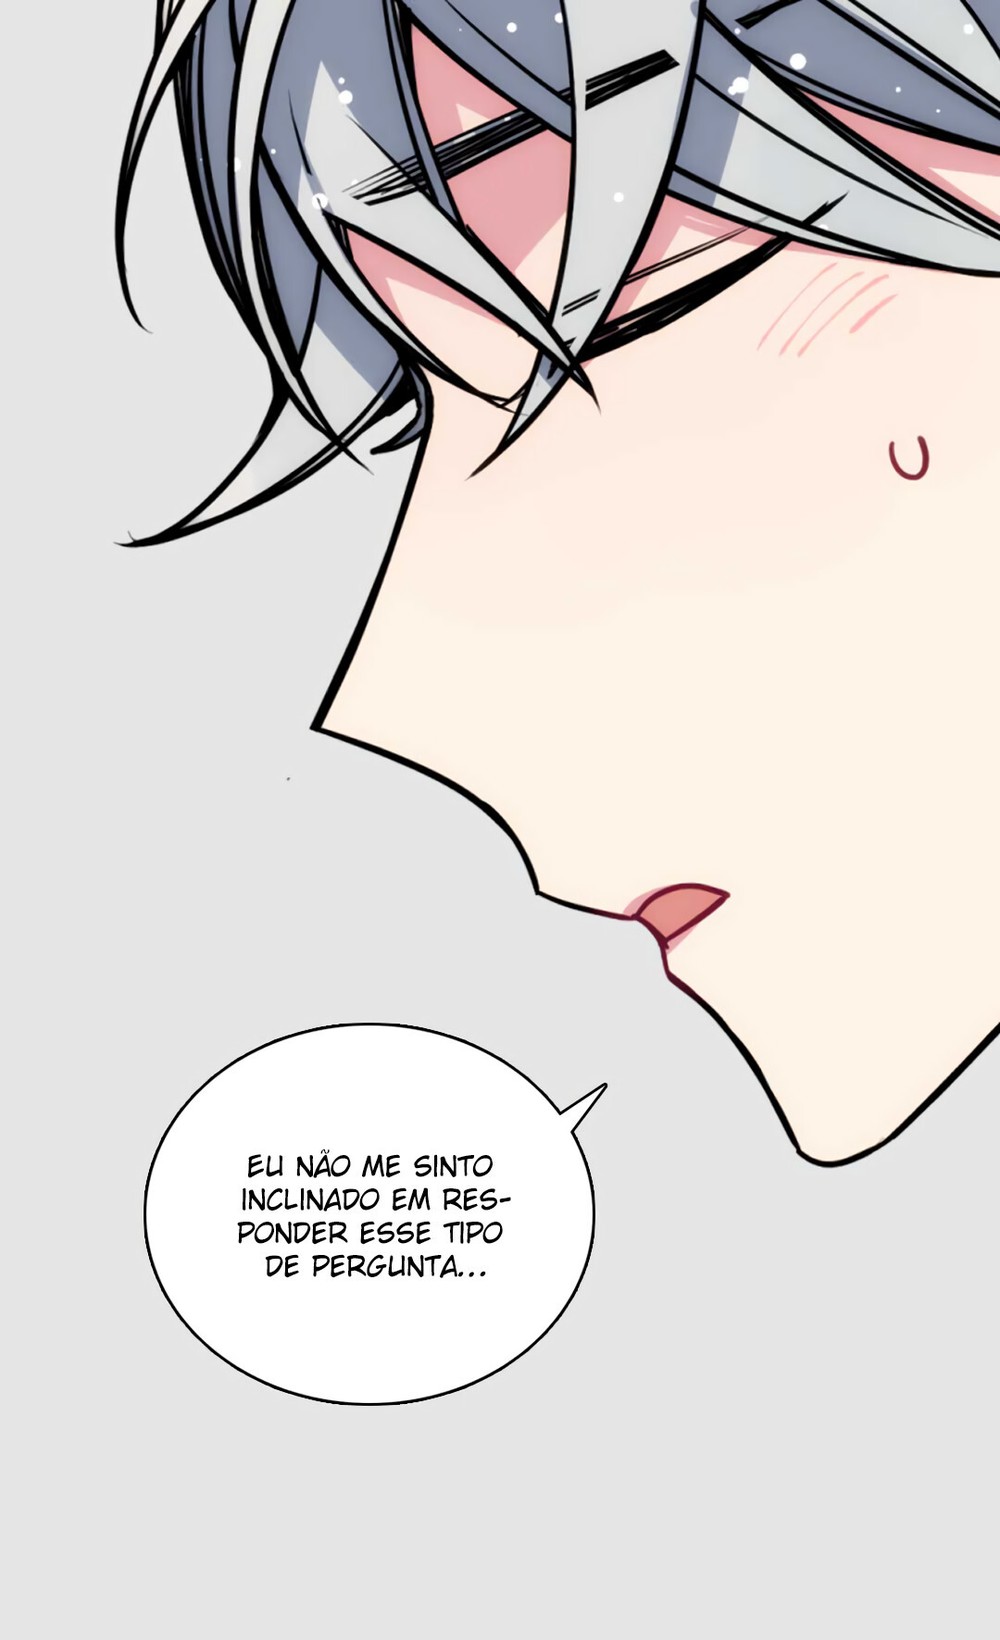 EU NÃO ME SINTO
INCLINADO EM RES-
PONDER ESSE TIPO
DE PERGUNTA...